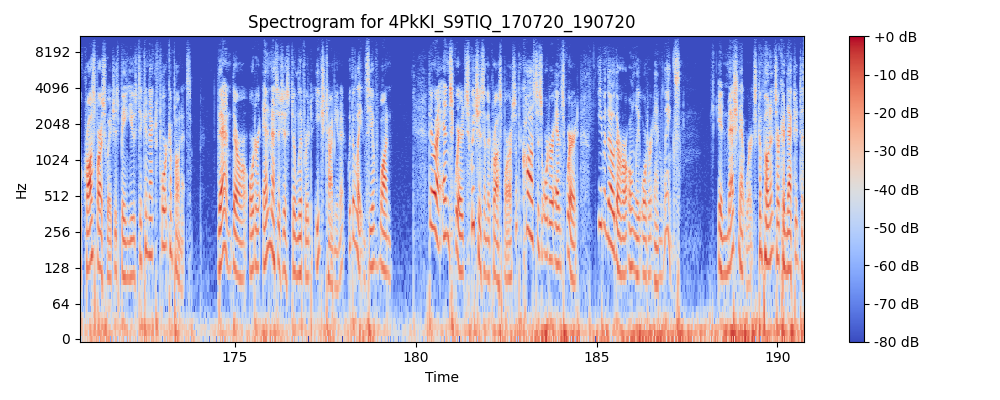 Spectrogram for 4PkKI_S9TIQ_170720_190720
8192
4096
2048
1024
512
256
128
64
0
Hz
175
180
185
190
Time
+0 dB
-10 dB
-20 dB
-30 dB
-40 dB
-50 dB
-60 dB
-70 dB
-80 dB